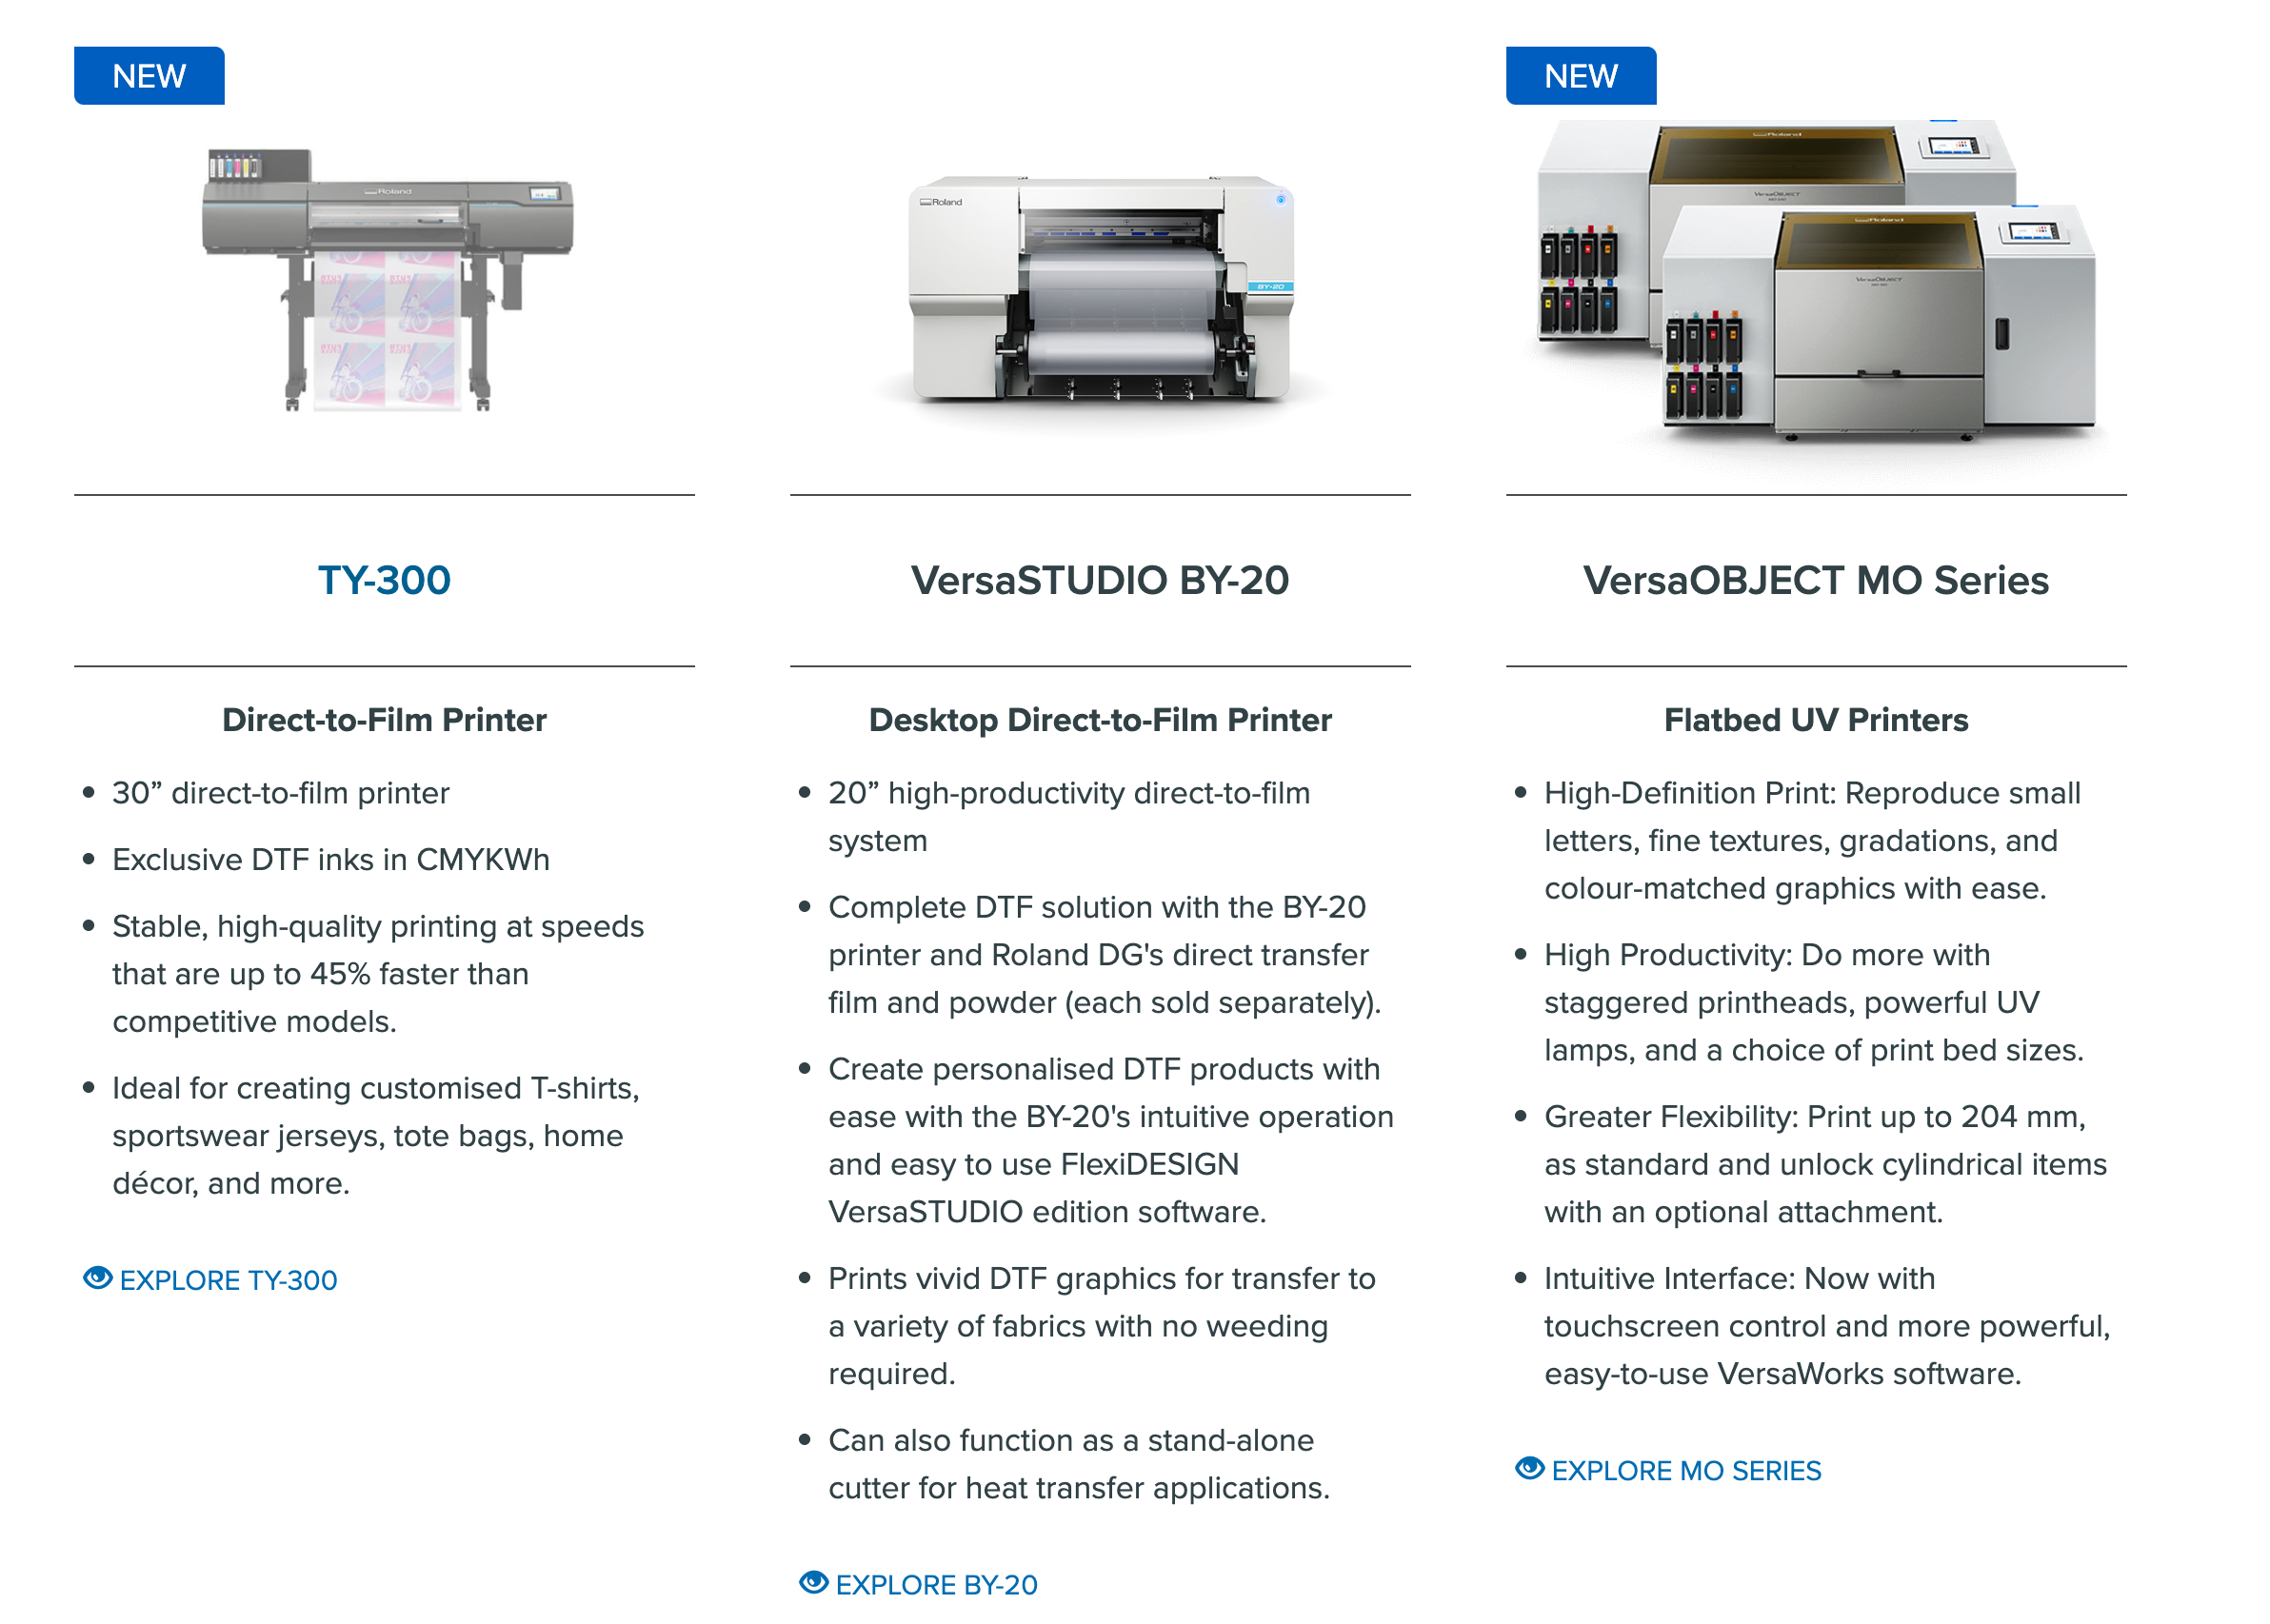 NEW
NEW
Roland
Roland
BY-20
Roland
VersaOBJECT
Roland
VersaOBJECT
TY-300
VersaSTUDIO BY-20
VersaOBJECT MO Series
Direct-to-Film Printer
30” direct-to-film printer
Exclusive DTF inks in CMYKWh
Stable, high-quality printing at speeds
that are up to 45% faster than
competitive models.
Ideal for creating customised T-shirts,
sportswear jerseys, tote bags, home
décor, and more.
EXPLORE TY-300
Desktop Direct-to-Film Printer
20” high-productivity direct-to-film
system
Complete DTF solution with the BY-20
printer and Roland DG's direct transfer
film and powder (each sold separately).
Create personalised DTF products with
ease with the BY-20's intuitive operation
and easy to use FlexiDESIGN
VersaSTUDIO edition software.
Prints vivid DTF graphics for transfer to
a variety of fabrics with no weeding
required.
Can also function as a stand-alone
cutter for heat transfer applications.
EXPLORE BY-20
Flatbed UV Printers
High-Definition Print: Reproduce small
letters, fine textures, gradations, and
colour-matched graphics with ease.
High Productivity: Do more with
staggered printheads, powerful UV
lamps, and a choice of print bed sizes.
Greater Flexibility: Print up to 204 mm,
as standard and unlock cylindrical items
with an optional attachment.
Intuitive Interface: Now with
touchscreen control and more powerful,
easy-to-use VersaWorks software.
EXPLORE MO SERIES